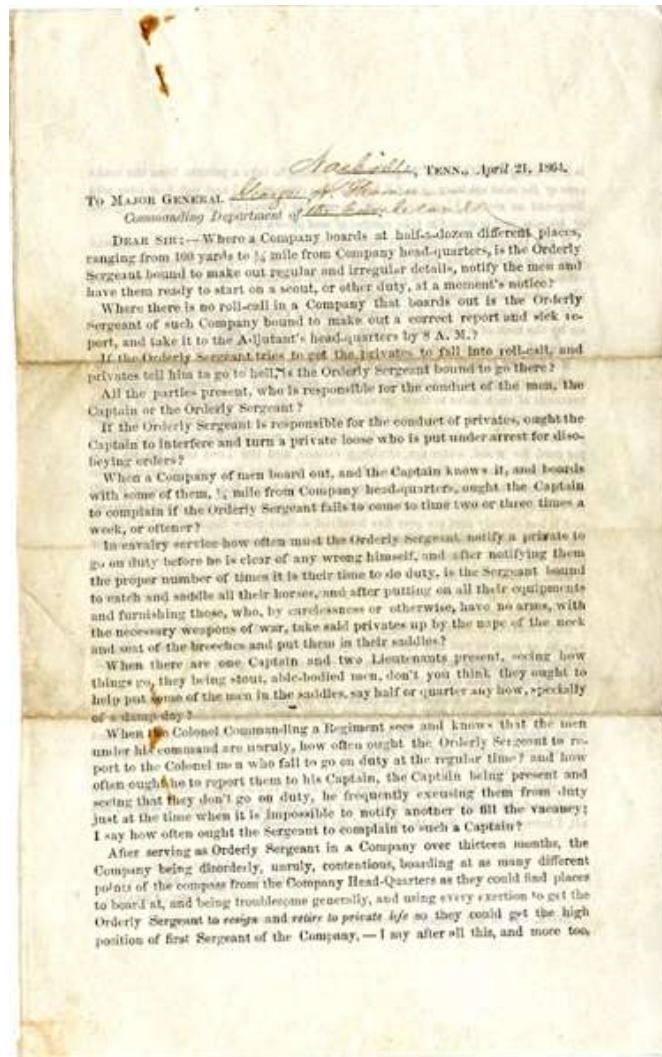 Nashville, TENN., April 21, 1864.
TO MAJOR GENERAL George H. Thomas
Commanding Department of the Cumberland
DEAR SIR:—Where a Company boards at half-a-dozen different places,
ranging from 100 yards to ¼ mile from Company head-quarters, is the Orderly
Sergeant bound to make out regular and irregular details, notify the men and
have them ready to start on a scout, or other duty, at a moment's notice?
Where there is no roll-call in a Company that boards out is the Orderly
Sergeant of such Company bound to make out a correct report and sick re-
port, and take it to the Adjutant's head-quarters by 8 A. M.?
If the Orderly Sergeant tries to get the privates to fall into roll-call, and
privates tell him to go to hell, is the Orderly Sergeant bound to go there?
All the parties present, who is responsible for the conduct of the men, the
Captain or the Orderly Sergeant?
If the Orderly Sergeant is responsible for the conduct of privates, ought the
Captain to interfere and turn a private loose who is put under arrest for diso-
beying orders?
When a Company of men board out, and the Captain knows it, and boards
with some of them, ¼ mile from Company head-quarters, ought the Captain
to complain if the Orderly Sergeant fails to come to time two or three times a
week, or oftener?
In cavalry service how often must the Orderly Sergeant notify a private to
go on duty before he is clear of any wrong himself, and after notifying them
the proper number of times it is their time to do duty, is the Sergeant bound
to catch and saddle all their horses, and after putting on all their equipments
and furnishing those, who, by carelessness or otherwise, have no arms, with
the necessary weapons of war, take said privates up by the nape of the neck
and seat of the breeches and put them in their saddles?
When there are one Captain and two Lieutenants present, seeing how
things go, they being stout, able-bodied men, don't you think they ought to
help put some of the men in the saddles, say half or quarter any how, specially
of a damp day?
When the Colonel Commanding a Regiment sees and knows that the men
under his command are unruly, how often ought the Orderly Sergeant to re-
port to the Colonel men who fail to go on duty at the regular time? and how
often ought he to report them to his Captain, the Captain being present and
seeing that they don't go on duty, he frequently excusing them from duty
just at the time when it is impossible to notify another to fill the vacancy;
I say how often ought the Sergeant to complain to such a Captain?
After serving as Orderly Sergeant in a Company over thirteen months, the
Company being disorderly, unruly, contentious, boarding at as many different
points of the compass from the Company Head-Quarters as they could find places
to board at, and being troublesome generally, and using every exertion to get the
Orderly Sergeant to resign and retire to private life so they could get the high
position of first Sergeant of the Company,—I say after all this, and more too,